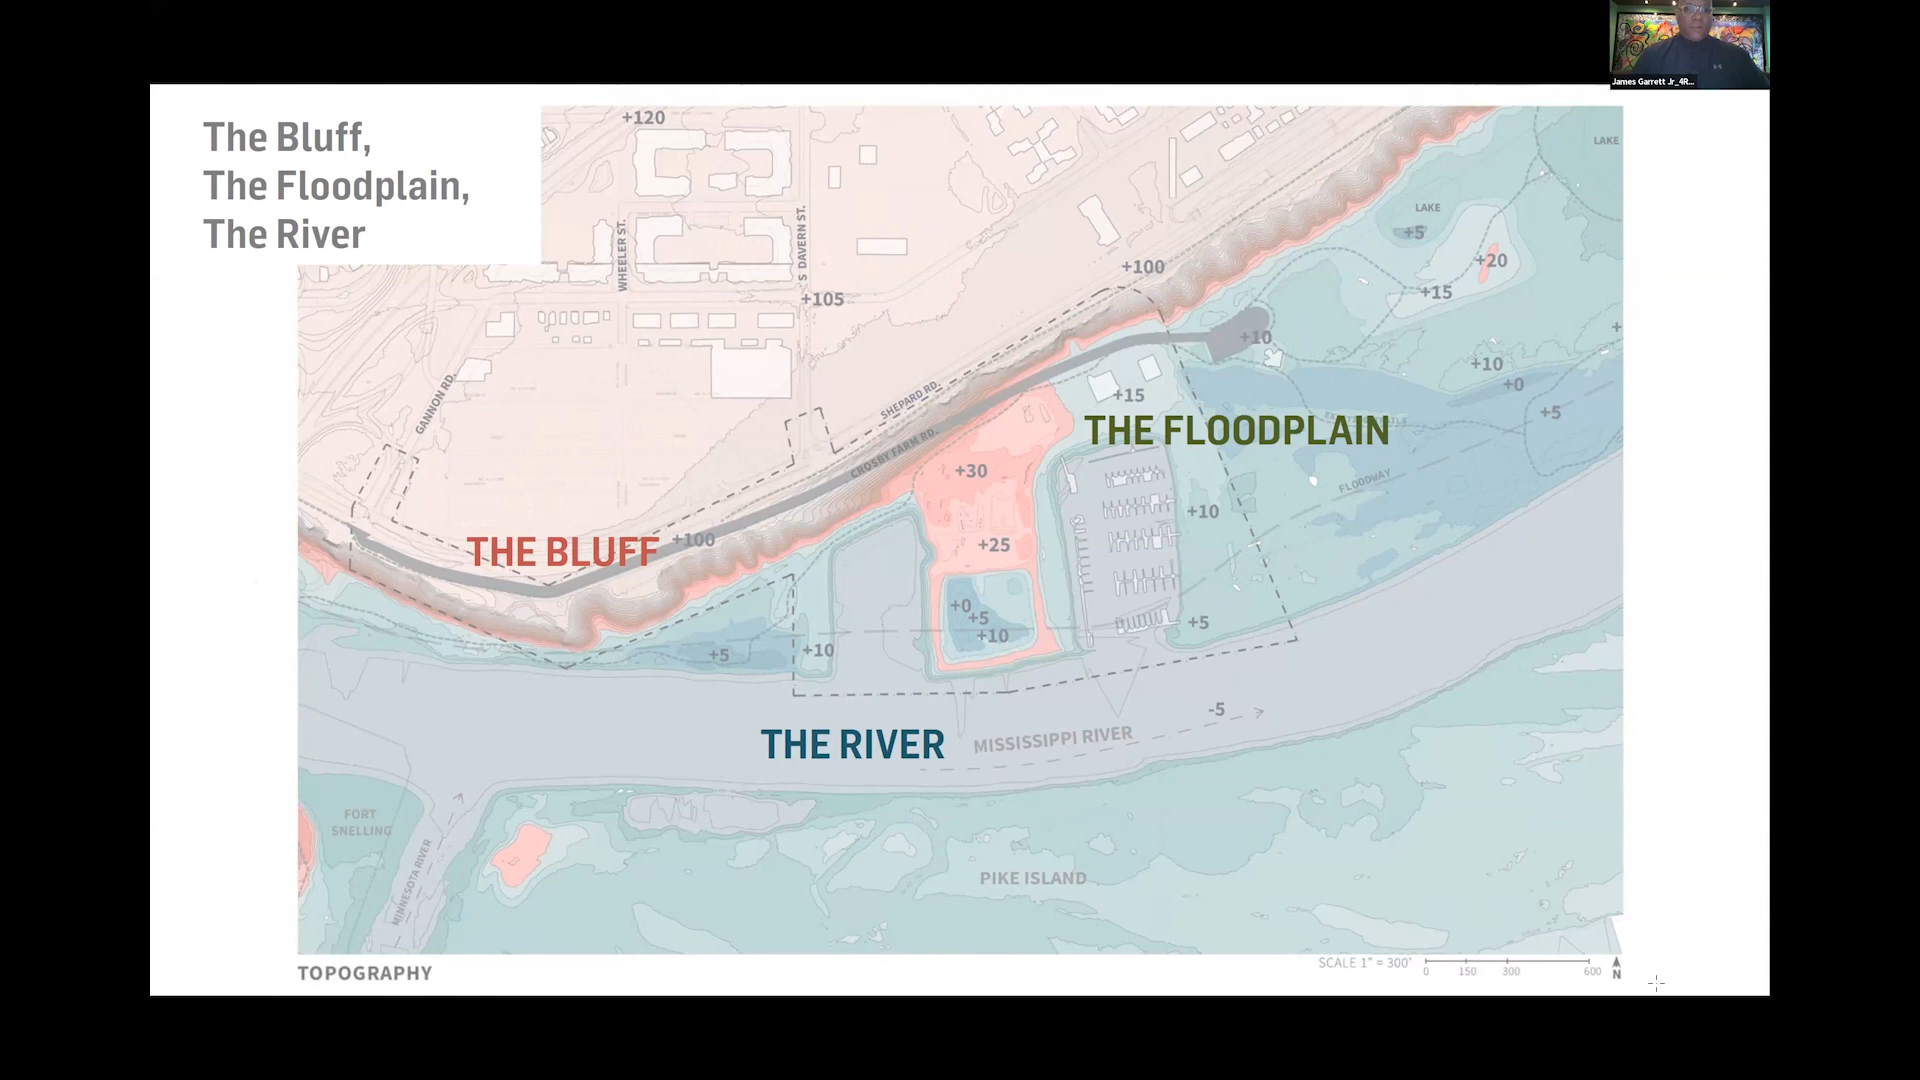 James Garrett Jr_4R...
The Bluff,
The Floodplain,
The River
+120
LAKE
WHEELER ST.
S DAVERN ST.
LAKE
+5
+20
+100
+15
+105
+10
+10
+0
+5
GANNON RD.
SHEPARD RD.
+15
THE FLOODPLAIN
CROSBY FARM RD.
+30
FLOODWAY
+10
THE BLUFF
+100
+25
+0
+5
+10
+5
+5
+10
-5
THE RIVER
MISSISSIPPI RIVER
FORT
SNELLING
MINNESOTA RIVER
PIKE ISLAND
TOPOGRAPHY
SCALE 1" = 300'
0 150 300 600
N